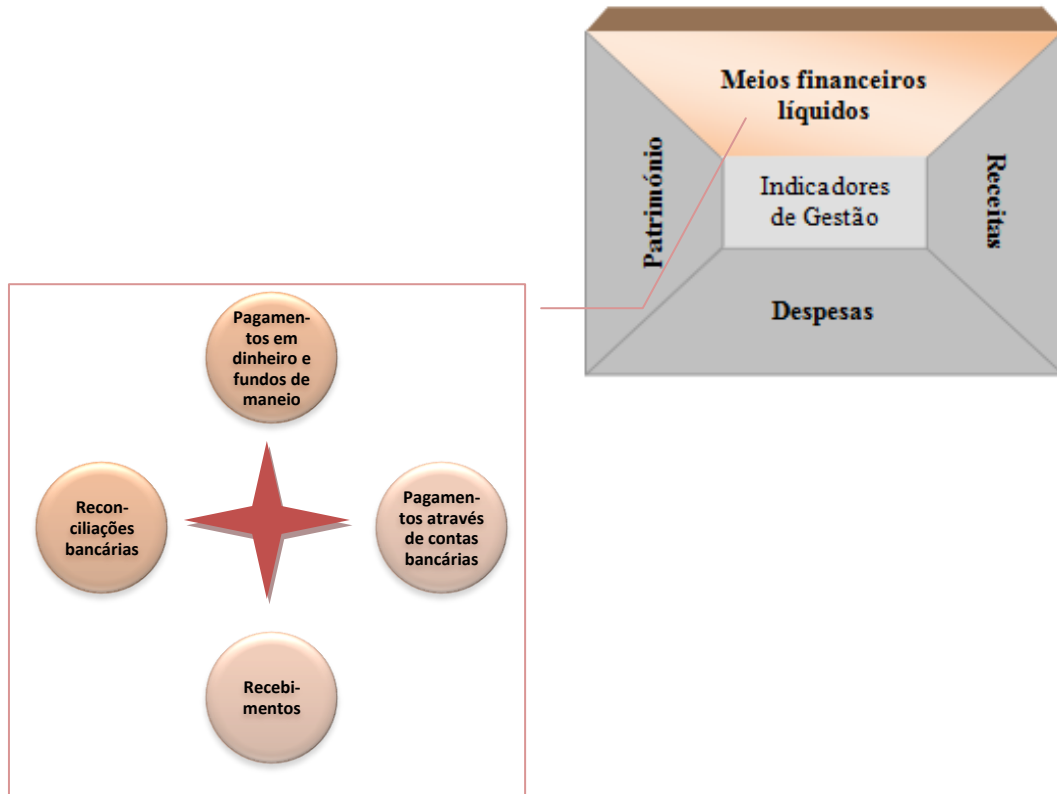 Meios financeiros
líquidos
Património
Indicadores
de Gestão
Receitas
Despesas
Pagamen-
tos em
dinheiro e
fundos de
maneio
Recon-
ciliações
bancárias
Pagamen-
tos através
de contas
bancárias
Recebi-
mentos